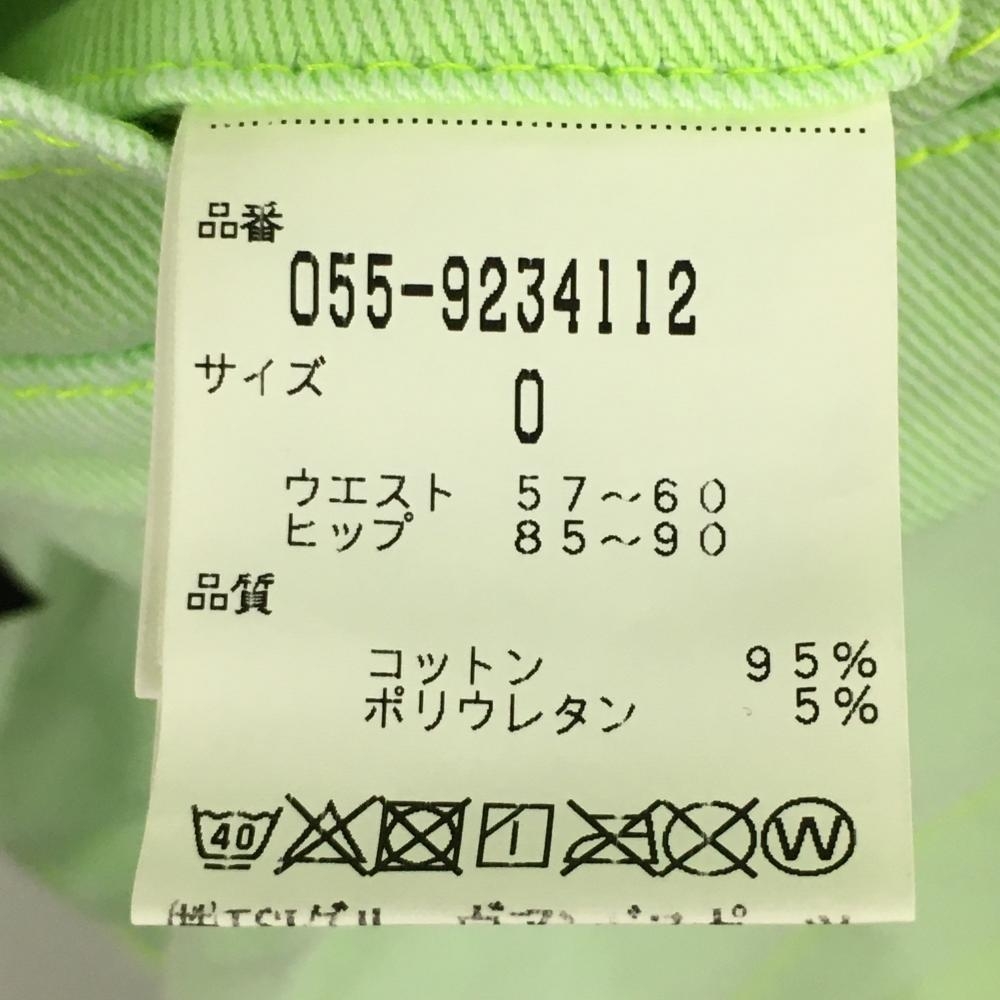 品番
055-9234112
サイズ
0
ウエスト 57〜60
ヒップ 85〜90
品質
コットン 95%
ポリウレタン 5%
40 W